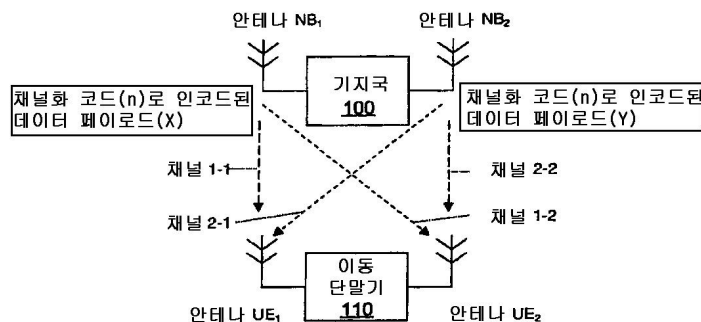 안테나 NB1
안테나 NB2
기지국
100
채널화 코드(n)로 인코드된
데이터 페이로드(X)
채널화 코드(n)로 인코드된
데이터 페이로드(Y)
채널 1-1
채널 2-2
채널 2-1
채널 1-2
이동
단말기
110
안테나 UE1
안테나 UE2